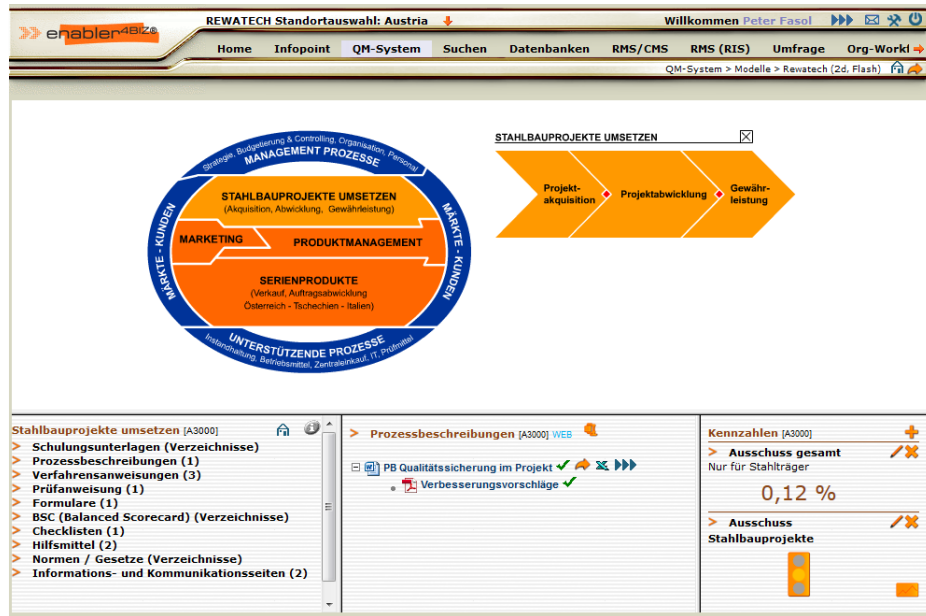 enabler4BIZ®
REWATECH Standortauswahl: Austria
Willkommen Peter Fasol
Home Infopoint QM-System Suchen Datenbanken RMS/CMS RMS (RIS) Umfrage Org-Workl
QM-System > Modelle > Rewatech (2d, Flash)
Strategie, Budgetierung & Controlling, Organisation, Personal
MANAGEMENT PROZESSE
STAHLBAUPROJEKTE UMSETZEN
(Akquisition, Abwicklung, Gewährleistung)
MÄRKTE - KUNDEN
MÄRKTE - KUNDEN
MARKETING
PRODUKTMANAGEMENT
SERIENPRODUKTE
(Verkauf, Auftragsabwicklung
Österreich - Tschechien
- Italien)
UNTERSTÜTZENDE PROZESSE
Instandhaltung, Betriebsmittel, Zentraleinkauf, IT, Prüfmittel
STAHLBAUPROJEKTE UMSETZEN
Projekt-
akquisition
Projektabwicklung
Gewähr-
leistung
Stahlbauprojekte umsetzen [A3000]
> Schulungsunterlagen (Verzeichnisse)
> Prozessbeschreibungen (1)
> Verfahrensanweisungen (3)
> Prüfanweisung (1)
> Formulare (1)
> BSC (Balanced Scorecard) (Verzeichnisse)
> Checklisten (1)
> Hilfsmittel (2)
> Normen / Gesetze (Verzeichnisse)
> Informations- und Kommunikationsseiten (2)
> Prozessbeschreibungen [A3000] WEB
PB Qualitätssicherung im Projekt
Verbesserungsvorschläge
Kennzahlen [A3000]
> Ausschuss gesamt
Nur für Stahlträger
0,12 %
> Ausschuss
Stahlbauprojekte